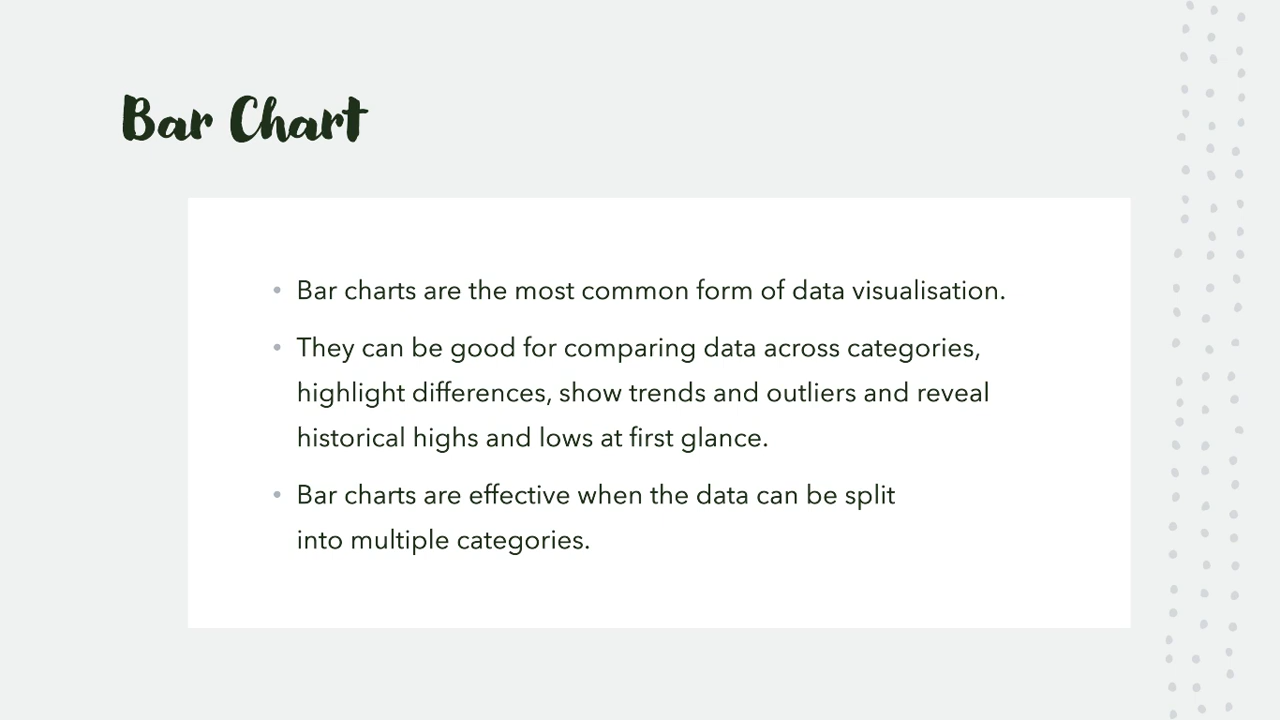 Bar Chart
• Bar charts are the most common form of data visualisation.
• They can be good for comparing data across categories,
highlight differences, show trends and outliers and reveal
historical highs and lows at first glance.
• Bar charts are effective when the data can be split
into multiple categories.